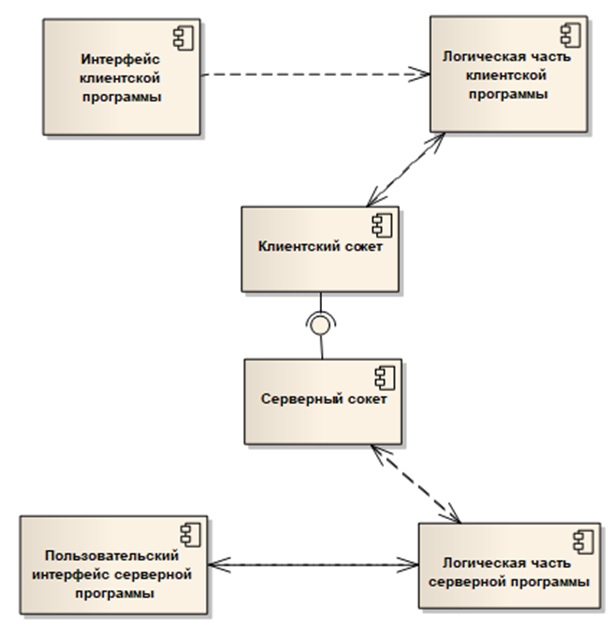 Интерфейс
клиентской
программы
Логическая часть
клиентской
программы
Клиентский сокет
Серверный сокет
Пользовательский
интерфейс серверной
программы
Логическая часть
серверной программы